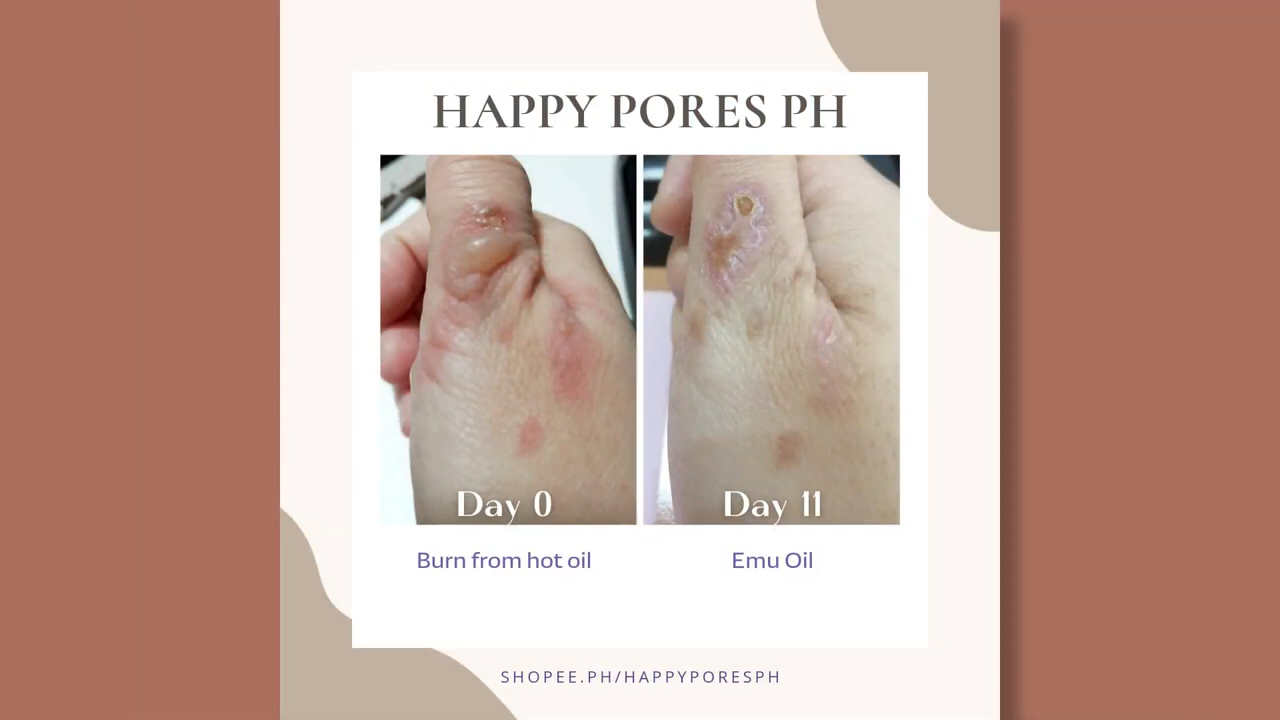 HAPPY PORES PH
Day 0
Day 11
Burn from hot oil
Emu Oil
SHOPEE.PH/HAPPYPORESPH